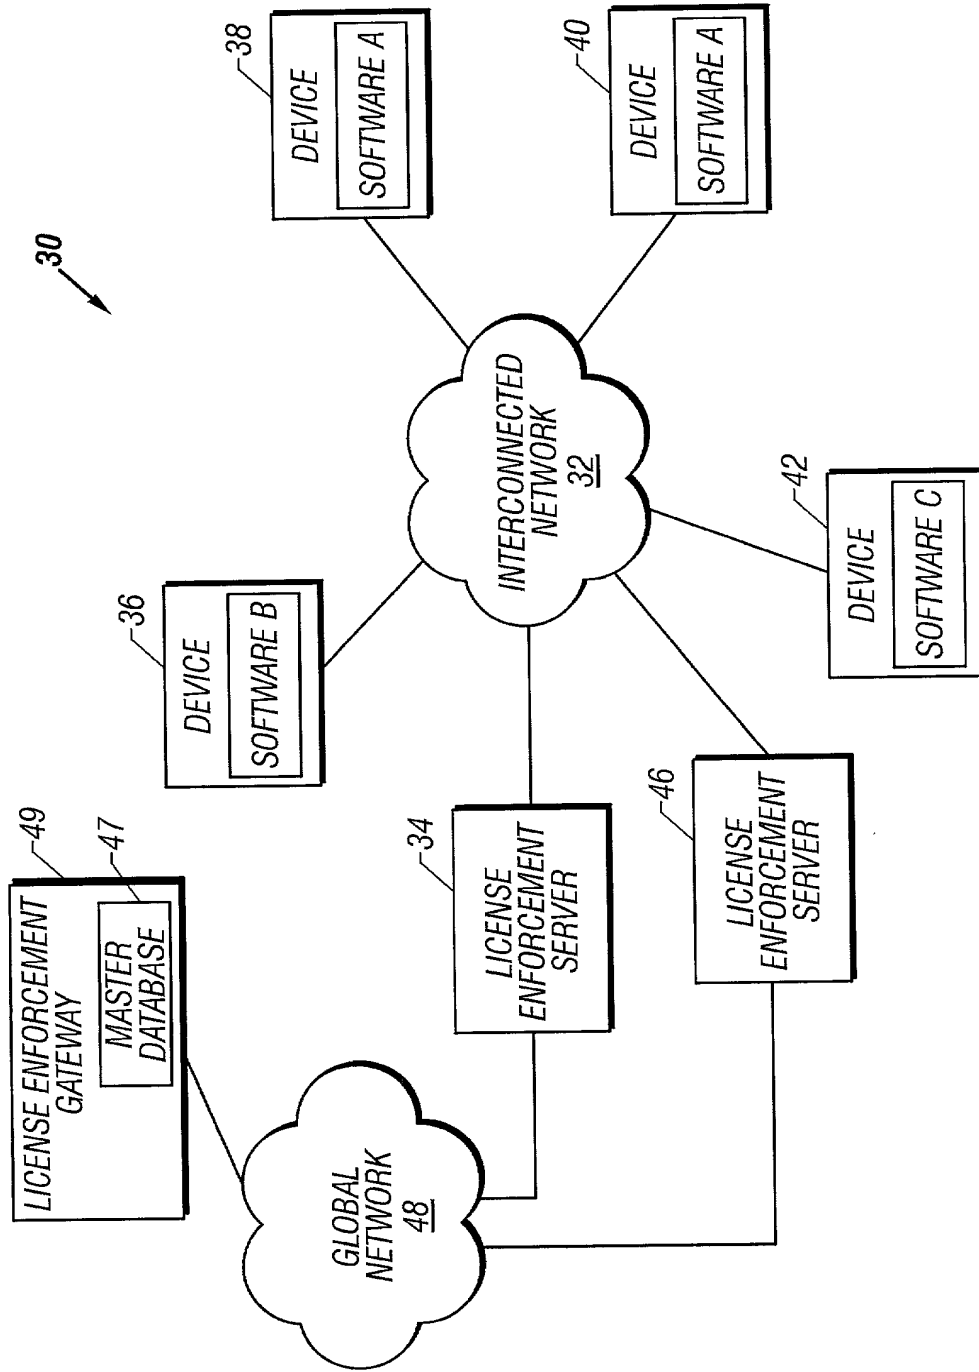 30
LICENSE ENFORCEMENT
GATEWAY
49
MASTER
DATABASE
47
DEVICE
36
SOFTWARE B
DEVICE
38
SOFTWARE A
GLOBAL
NETWORK
48
LICENSE
ENFORCEMENT
SERVER
34
INTERCONNECTED
NETWORK
32
DEVICE
40
SOFTWARE A
LICENSE
ENFORCEMENT
SERVER
46
DEVICE
42
SOFTWARE C